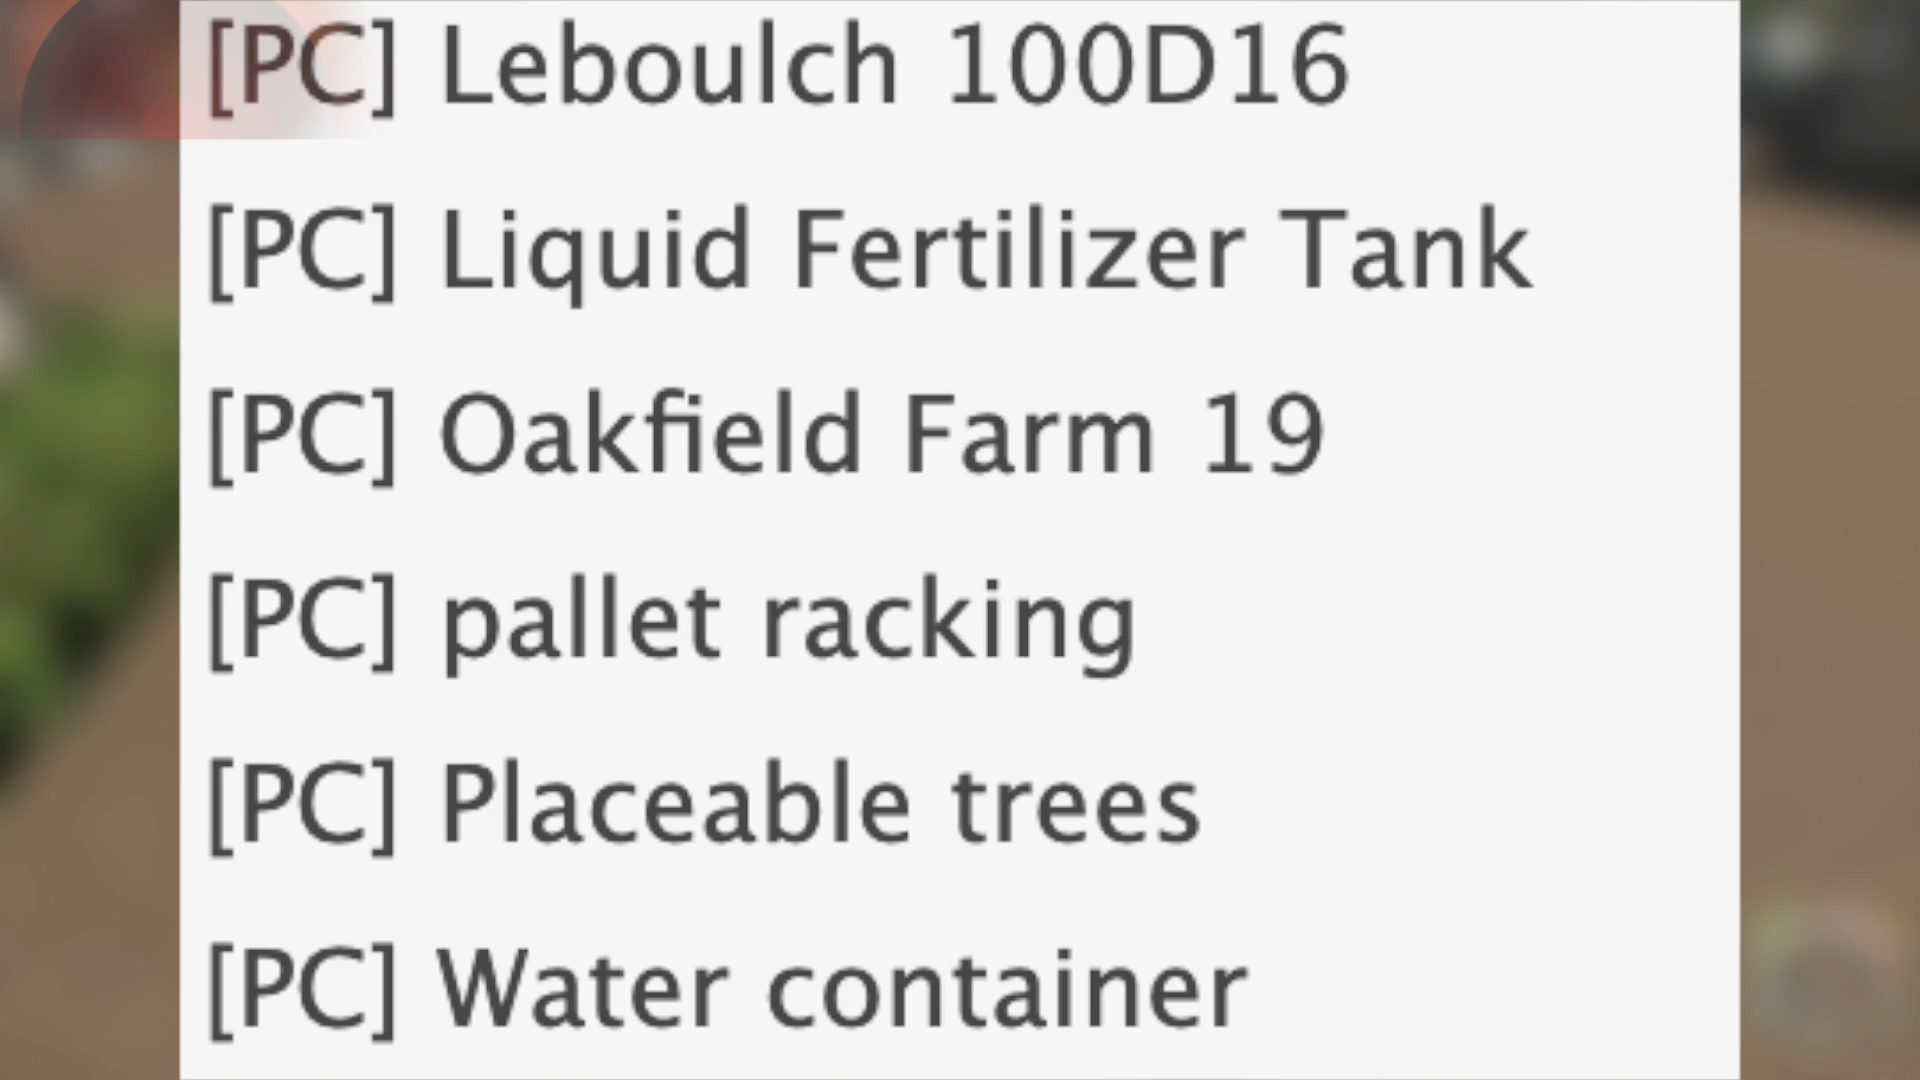 [PC] Leboulch 100D16
[PC] Liquid Fertilizer Tank
[PC] Oakfield Farm 19
[PC] pallet racking
[PC] Placeable trees
[PC] Water container